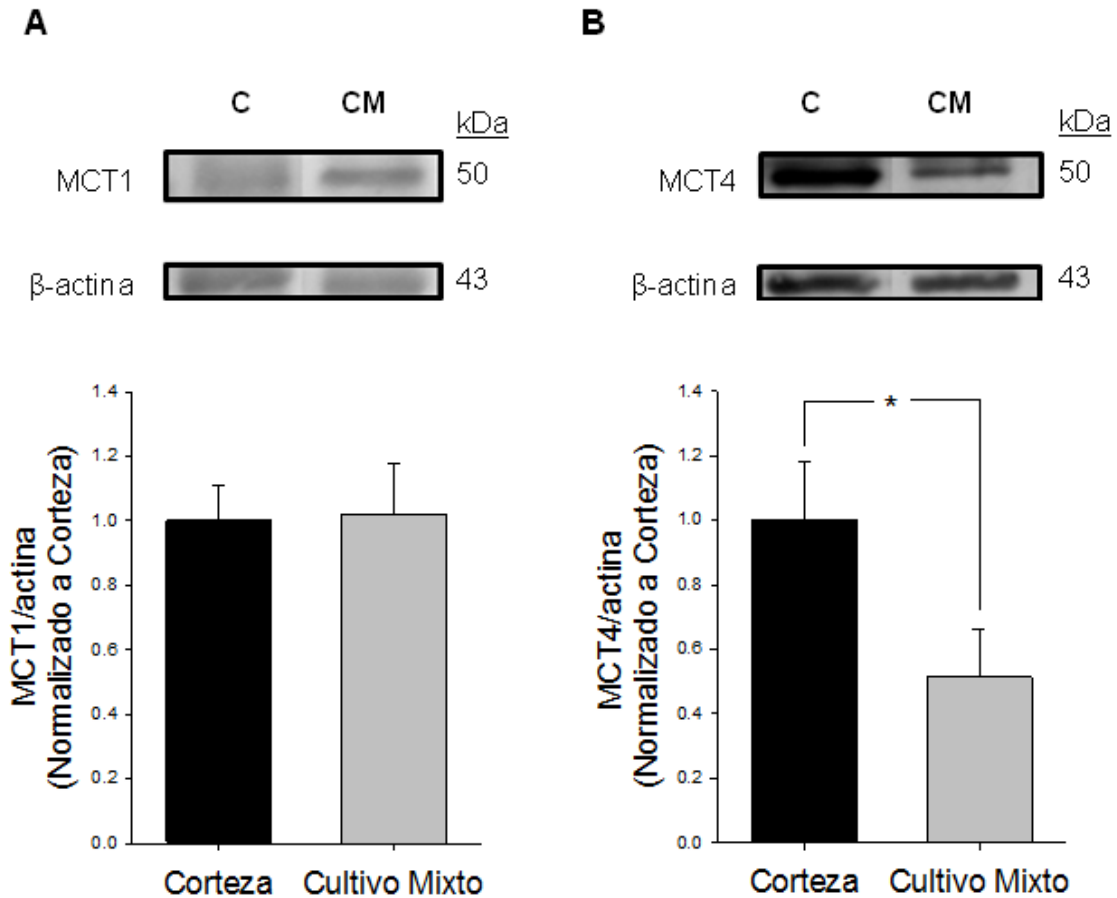 A
C CM
kDa
MCT1 50
β-actina 43
MCT1/actina
(Normalizado a Corteza)
1.4
1.2
1.0
0.8
0.6
0.4
0.2
0.0
Corteza Cultivo Mixto
B
C CM
kDa
MCT4 50
β-actina 43
MCT4/actina
(Normalizado a Corteza)
1.4
1.2
1.0
0.8
0.6
0.4
0.2
0.0
*
Corteza Cultivo Mixto